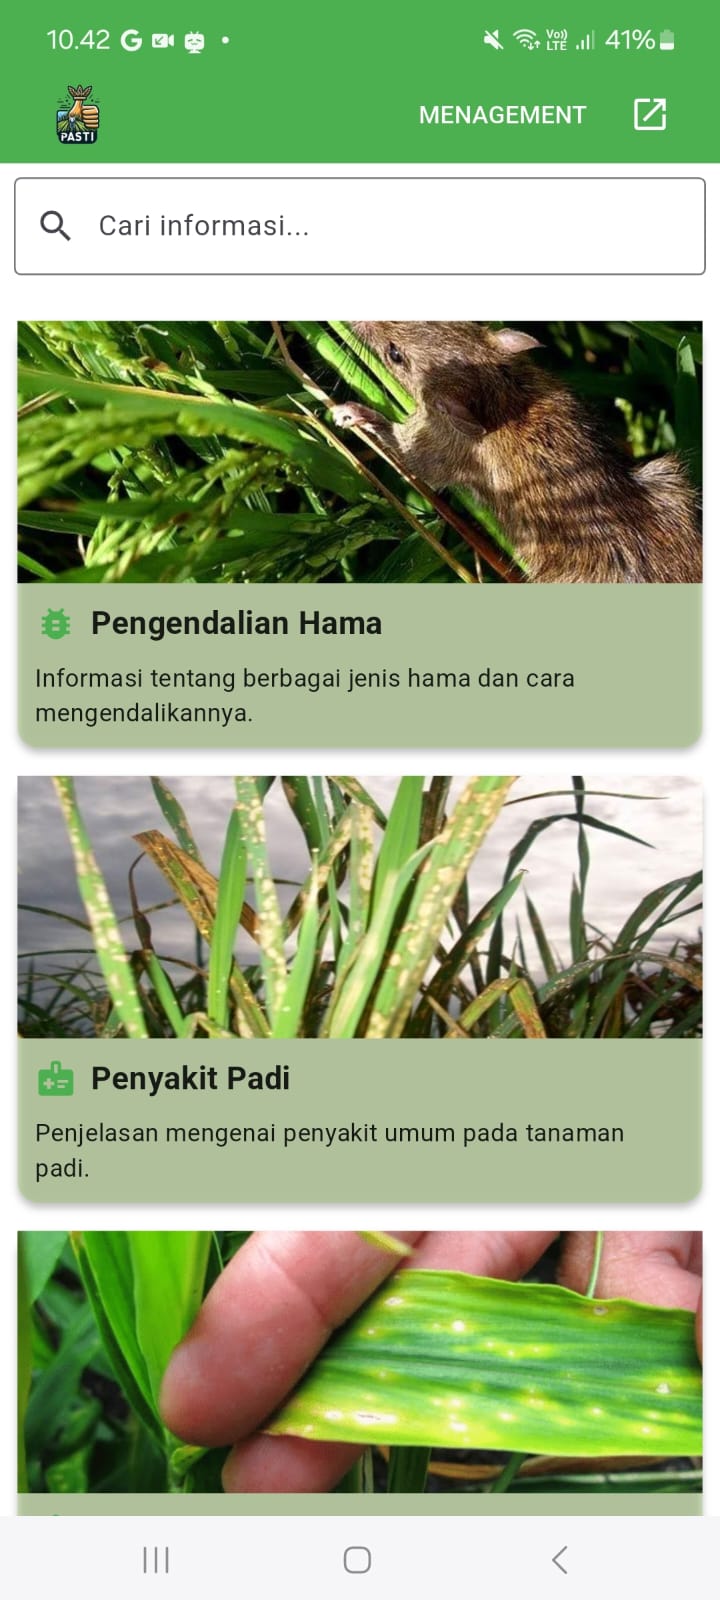 10.42
Vo))
LTE
41%
PASTI
MENAGEMENT
Cari informasi...
Pengendalian Hama
Informasi tentang berbagai jenis hama dan cara
mengendalikannya.
Penyakit Padi
Penjelasan mengenai penyakit umum pada tanaman
padi.